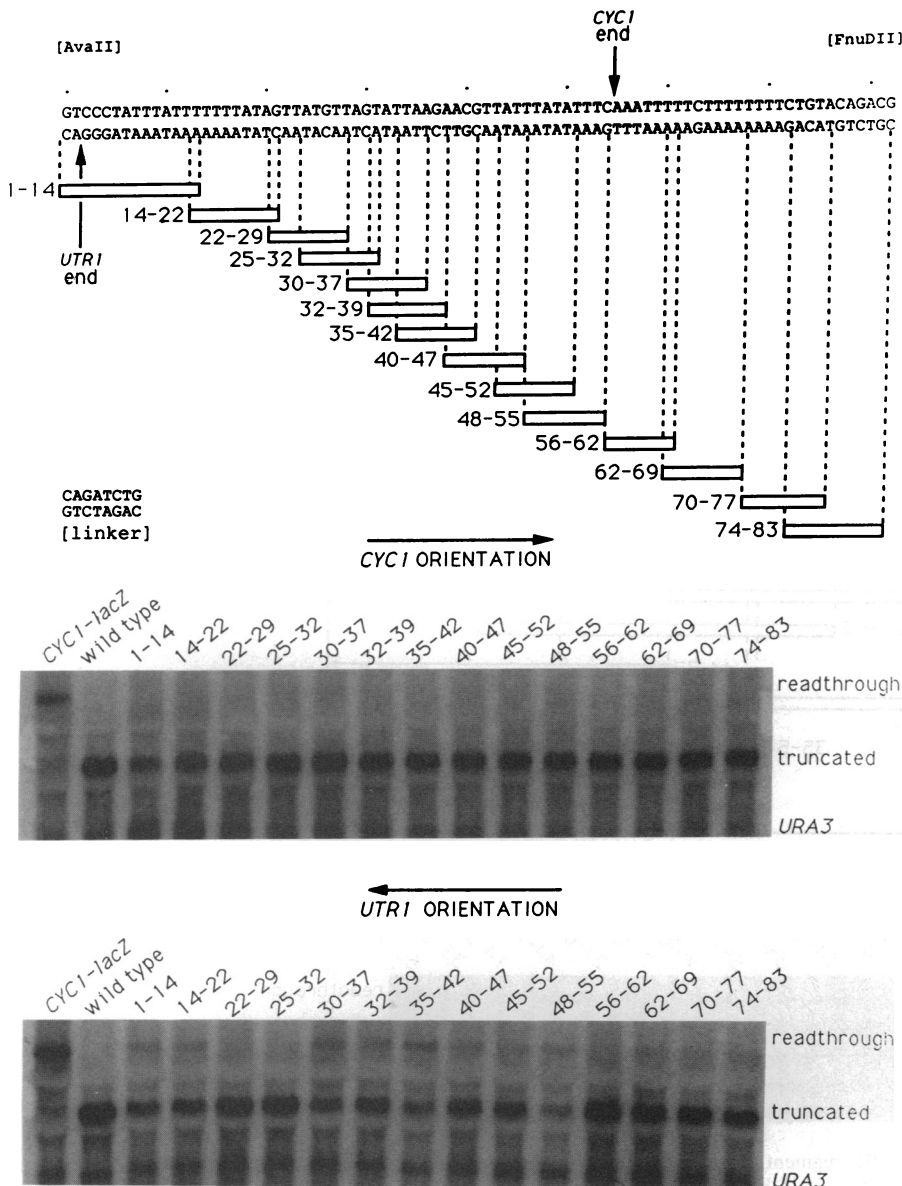 CYC1
end
[AvaII]
[FnuDII]
GTCCCTATTTATTTTTTTATAGTTATGTTAGTATTAAGAACGTTATTTATATTTCAAATTTTTCTTTTTTTTCTGTACAGACG
CAGGGATAAATAAAAAAATATCAATACAATCATAATTCTTGCAATAAATATAAAGTTTAAAAAGAAAAAAAAGACATGTCTGC
1-14
14-22
22-29
UTR1
end
25-32
30-37
32-39
35-42
40-47
45-52
48-55
56-62
62-69
70-77
74-83
CAGATCTG
GTCTAGAC
[linker]
CYC1 ORIENTATION
CYC1-lacZ
wild type
1-14
14-22
22-29
25-32
30-37
32-39
35-42
40-47
45-52
48-55
56-62
62-69
70-77
74-83
readthrough
truncated
URA3
UTR1 ORIENTATION
CYC1-lacZ
wild type
1-14
14-22
22-29
25-32
30-37
32-39
35-42
40-47
45-52
48-55
56-62
62-69
70-77
74-83
readthrough
truncated
URA3